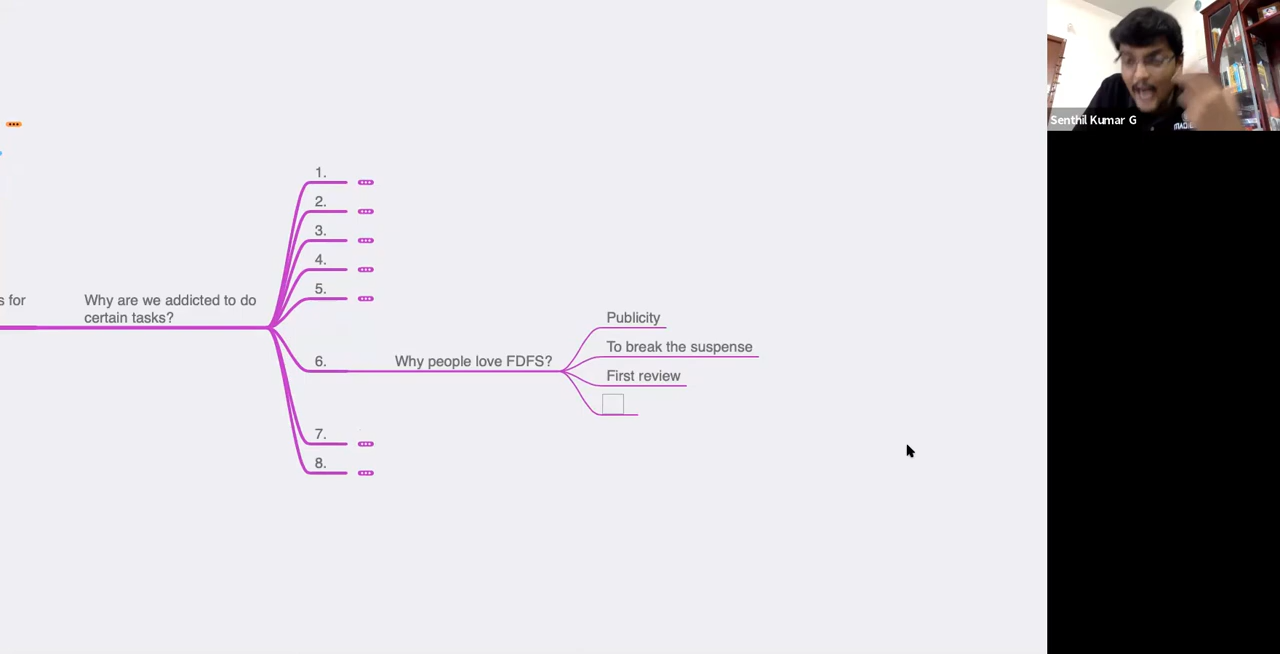 s for
Why are we addicted to do
certain tasks?
1.
2.
3.
4.
5.
6.
7.
8.
Why people love FDFS?
Publicity
To break the suspense
First review
Senthil Kumar G